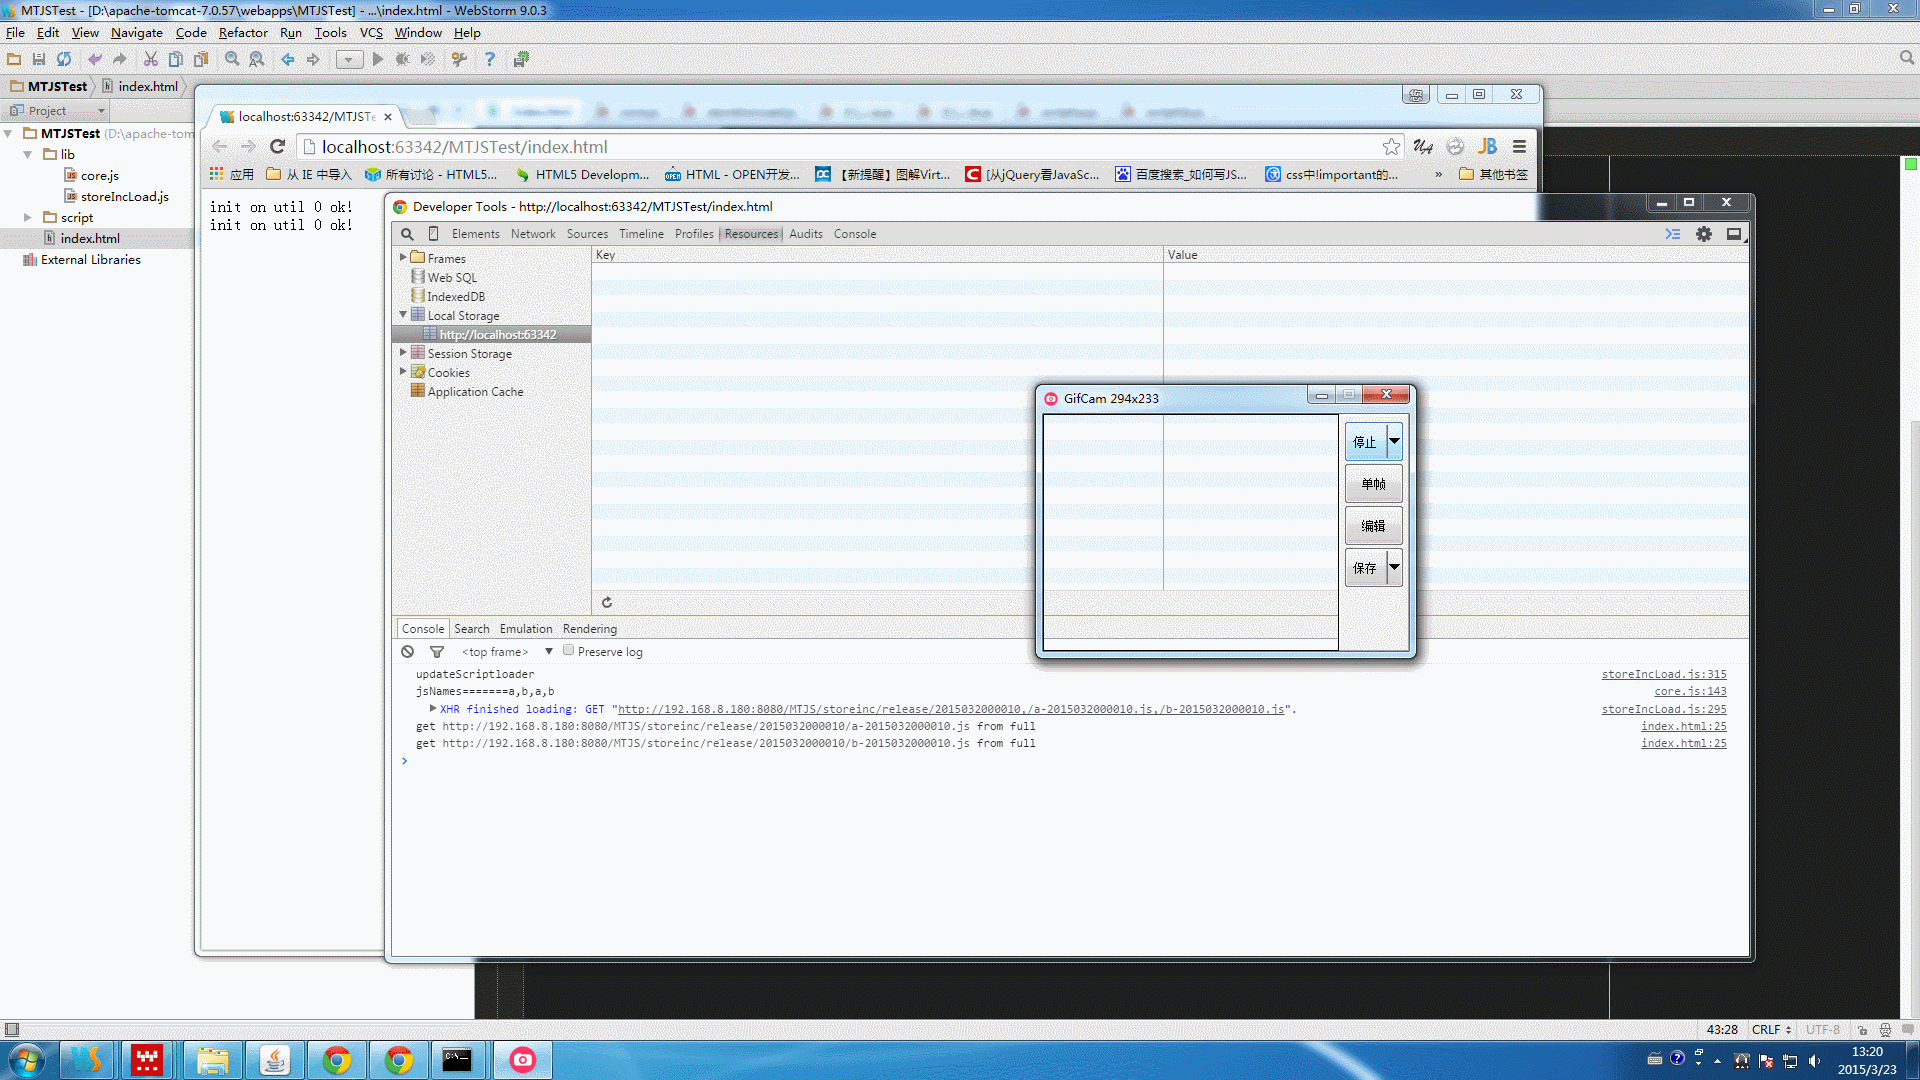 MTJSTest - [D:\apache-tomcat-7.0.57\webapps\MTJSTest] - ...\index.html - WebStorm 9.0.3
File Edit View Navigate Code Refactor Run Tools VCS Window Help
MTJSTest index.html
Project
MTJSTest (D:\apache-tom
lib
core.js
storeIncLoad.js
script
index.html
External Libraries
localhost:63342/MTJSTe
localhost:63342/MTJSTest/index.html
应用 从 IE 中导入 所有讨论 - HTML5... HTML5 Developm... HTML - OPEN开发... 【新提醒】图解Virt... [从jQuery看JavaSc... 百度搜索_如何写JS... css中!important的... » 其他书签
init on util 0 ok!
init on util 0 ok!
Developer Tools - http://localhost:63342/MTJSTest/index.html
Elements Network Sources Timeline Profiles Resources Audits Console
Frames
Web SQL
IndexedDB
Local Storage
http://localhost:63342
Session Storage
Cookies
Application Cache
Key Value
GifCam 294x233
停止
单帧
编辑
保存
Console Search Emulation Rendering
<top frame> Preserve log
updateScriptloader storeIncLoad.js:315
jsNames=======a,b,a,b core.js:143
XHR finished loading: GET "http://192.168.8.180:8080/MTJS/storeinc/release/2015032000010,/a-2015032000010.js,/b-2015032000010.js". storeIncLoad.js:295
get http://192.168.8.180:8080/MTJS/storeinc/release/2015032000010/a-2015032000010.js from full index.html:25
get http://192.168.8.180:8080/MTJS/storeinc/release/2015032000010/b-2015032000010.js from full index.html:25
43:28 CRLF UTF-8
13:20
2015/3/23